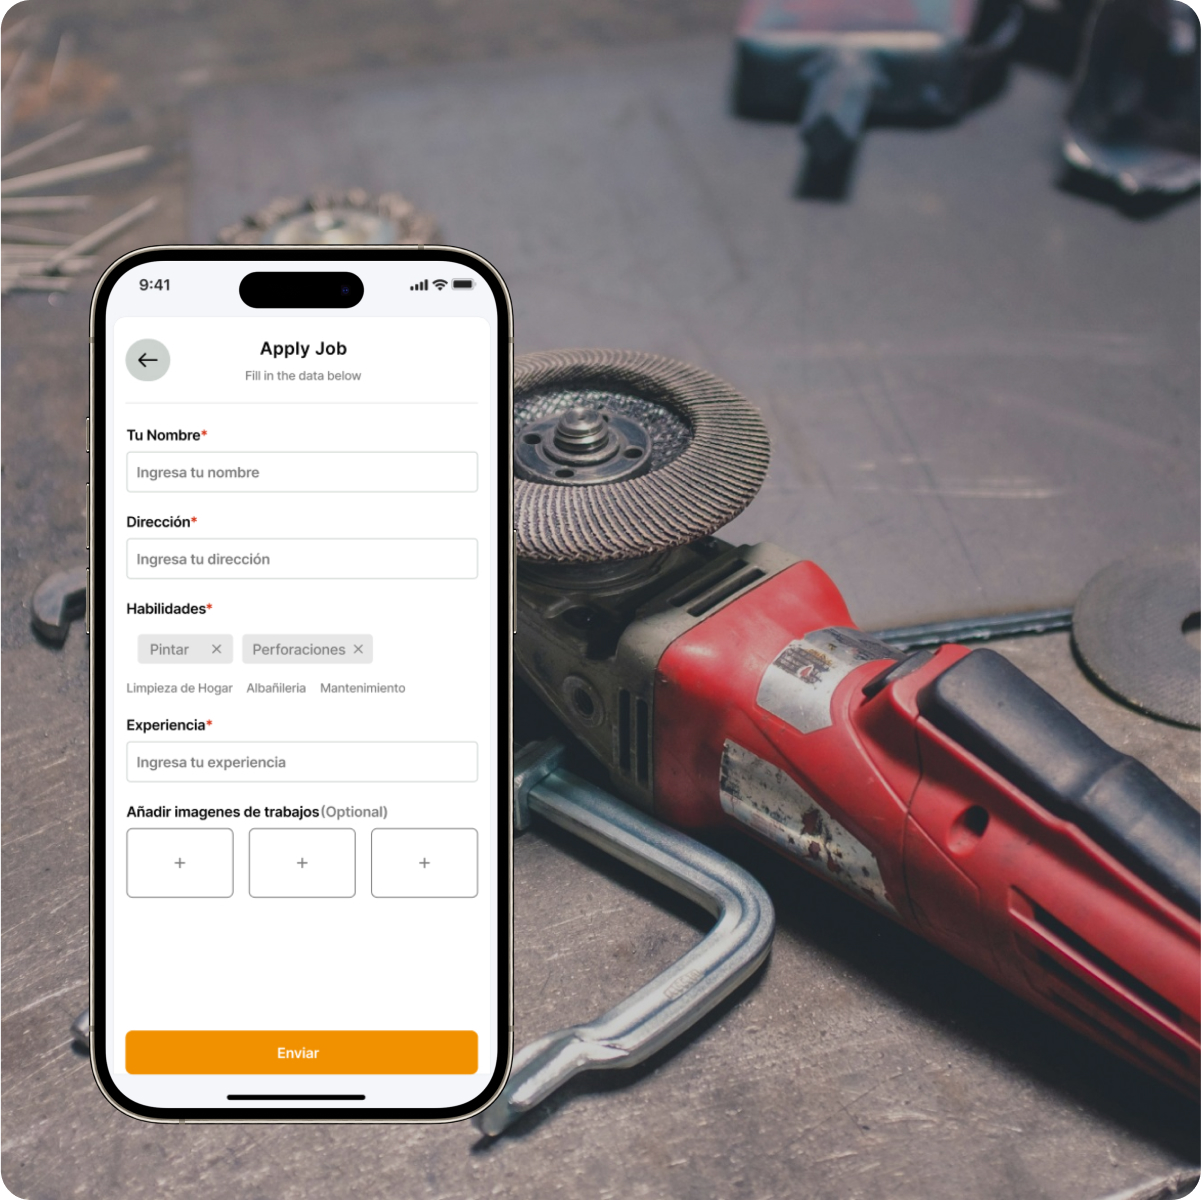 9:41
Apply Job
Fill in the data below
Tu Nombre*
Ingresa tu nombre
Dirección*
Ingresa tu dirección
Habilidades*
Pintar × Perforaciones ×
Limpieza de Hogar Albañileria Mantenimiento
Experiencia*
Ingresa tu experiencia
Añadir imagenes de trabajos(Optional)
+ + +
Enviar